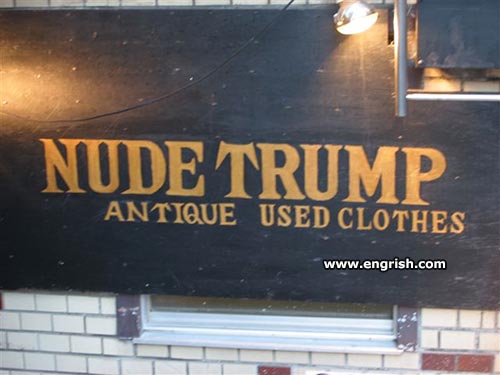 NUDE TRUMP
ANTIQUE USED CLOTHES
www.engrish.com